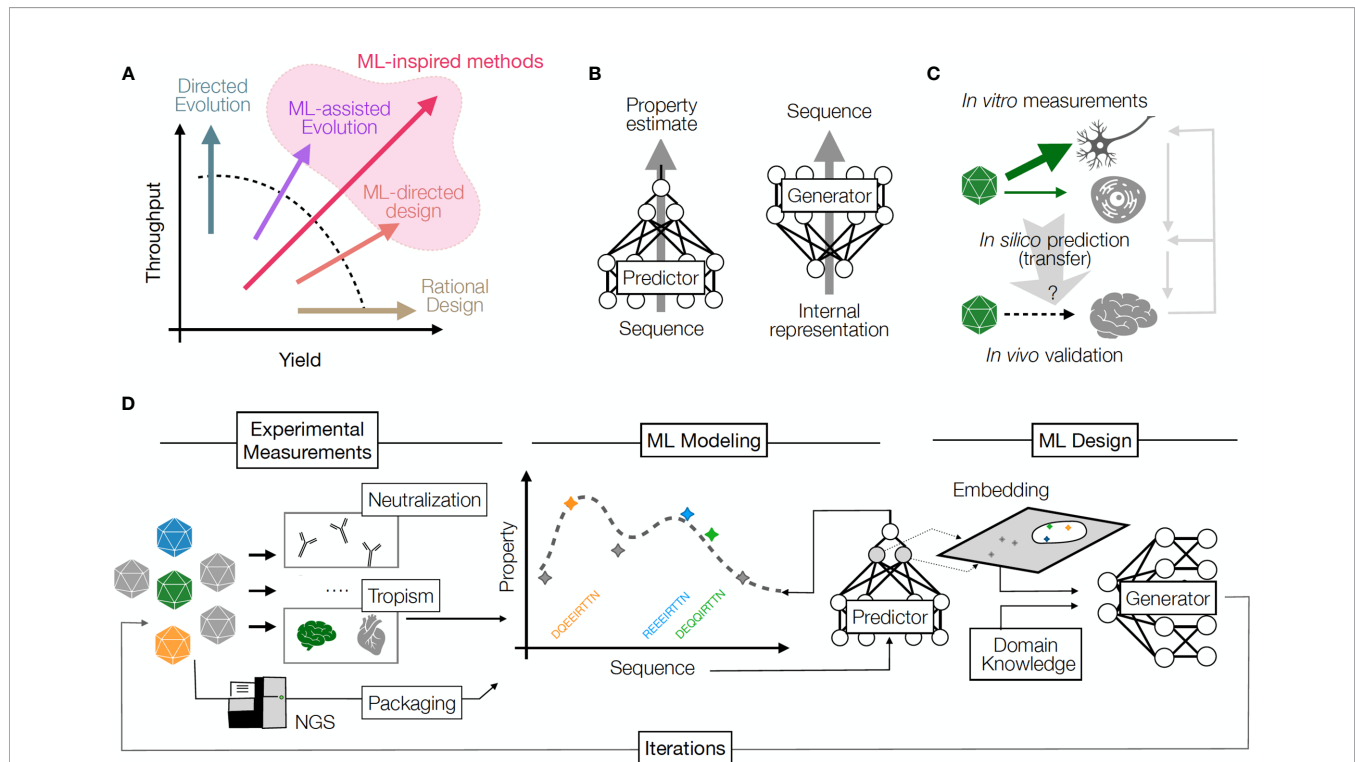 A
ML-inspired methods
Directed
Evolution
ML-assisted
Evolution
ML-directed
design
Rational
Design
Throughput
Yield
B
Property
estimate
Predictor
Sequence
Sequence
Generator
Internal
representation
C
In vitro measurements
In silico prediction
(transfer)
?
In vivo validation
D
Experimental
Measurements
Neutralization
.....
Tropism
Packaging
NGS
ML Modeling
Property
DQEEIRTTN
REEEIRTTN
DEQQIRTTN
Sequence
Predictor
ML Design
Embedding
Generator
Domain
Knowledge
Iterations